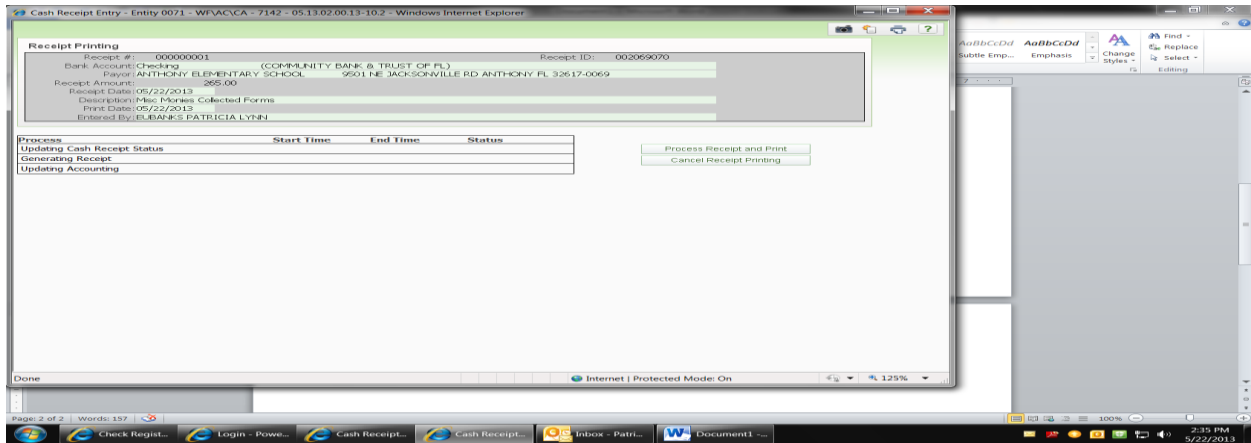 Cash Receipt Entry - Entity 0071 - WF\AC\CA - 7142 - 05.13.02.00.13-10.2 - Windows Internet Explorer
?
Receipt Printing
Receipt #: 000000001 Receipt ID: 002069070
Bank Account: Checking (COMMUNITY BANK & TRUST OF FL)
Payor: ANTHONY ELEMENTARY SCHOOL 9501 NE JACKSONVILLE RD ANTHONY FL 32617-0069
Receipt Amount: 265.00
Receipt Date: 05/22/2013
Description: Misc Monies Collected Forms
Print Date: 05/22/2013
Entered By: EUBANKS PATRICIA LYNN
Process Start Time End Time Status
Updating Cash Receipt Status
Generating Receipt
Updating Accounting
Process Receipt and Print
Cancel Receipt Printing
AaBbCcDd AaBbCcDd
Subtle Emp... Emphasis
Change Styles
Find
Replace
Select
Editing
Done Internet | Protected Mode: On 125%
Page: 2 of 2 Words: 157 100%
Check Regist... Login - Powe... Cash Receipt... Cash Receipt... Inbox - Patri... Document1 -...
2:35 PM
5/22/2013